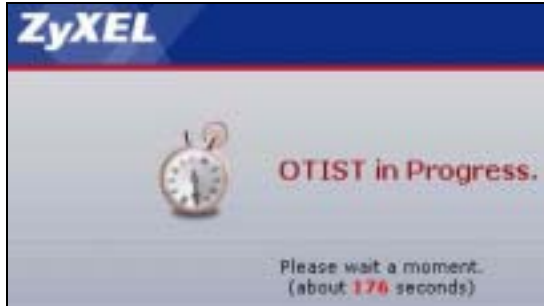 ZyXEL
OTIST in Progress.
Please wait a moment.
(about 176 seconds)